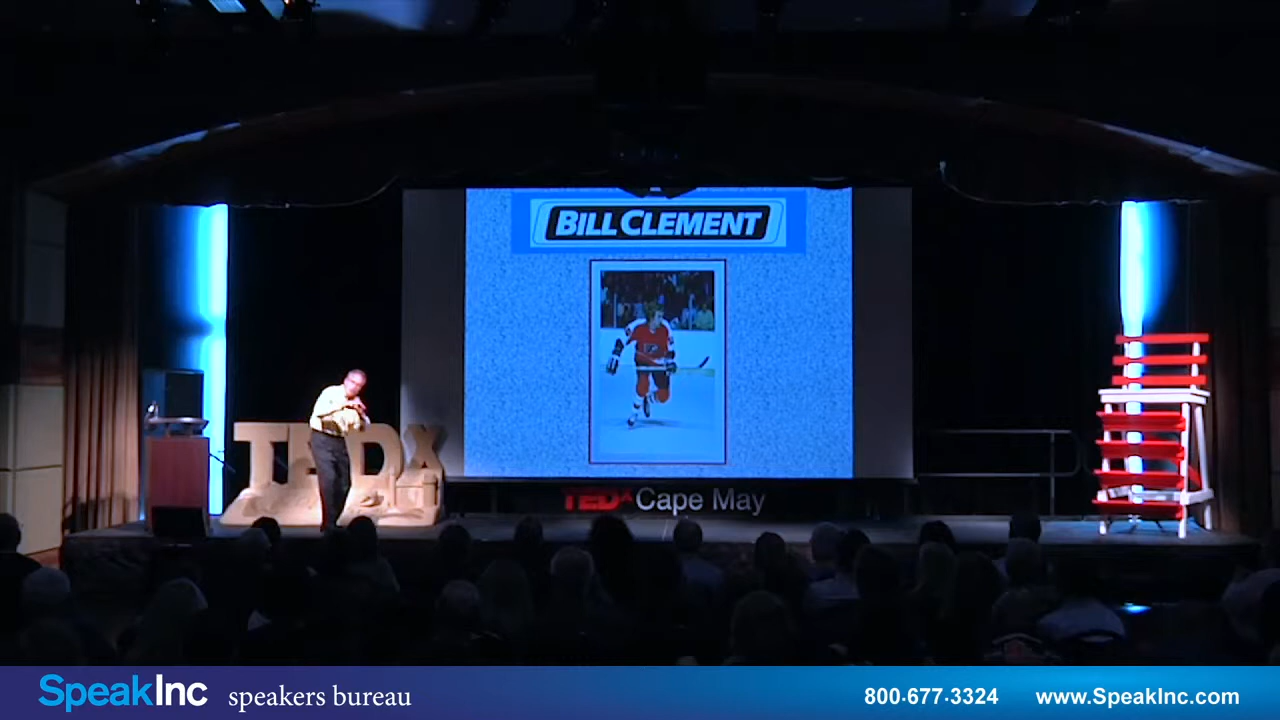 BILL CLEMENT
TEDx
TEDx Cape May
SpeakInc speakers bureau 800-677-3324 www.SpeakInc.com